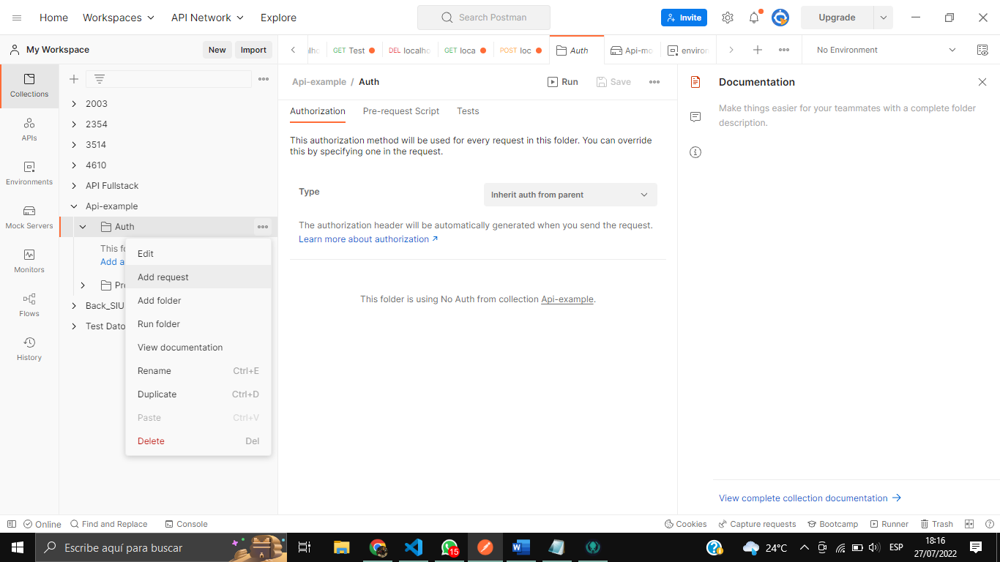 Home Workspaces API Network Explore Search Postman Invite Upgrade
My Workspace New Import GET Test DEL localho GET loca POST loc Auth Api-mo environ No Environment
Collections
APIs
Environments
Mock Servers
Monitors
Flows
History
2003
2354
3514
4610
API Fullstack
Api-example
Auth
This fo
Add a
Pro
Back_SIU
Test Dato
Edit
Add request
Add folder
Run folder
View documentation
Rename Ctrl+E
Duplicate Ctrl+D
Paste Ctrl+V
Delete Del
Api-example / Auth Run Save
Authorization Pre-request Script Tests
This authorization method will be used for every request in this folder. You can override
this by specifying one in the request.
Type Inherit auth from parent
The authorization header will be automatically generated when you send the request.
Learn more about authorization ↗
This folder is using No Auth from collection Api-example.
Documentation
Make things easier for your teammates with a complete folder
description.
View complete collection documentation →
Online Find and Replace Console Cookies Capture requests Bootcamp Runner Trash
Escribe aquí para buscar 15 24°C ESP 18:16
27/07/2022